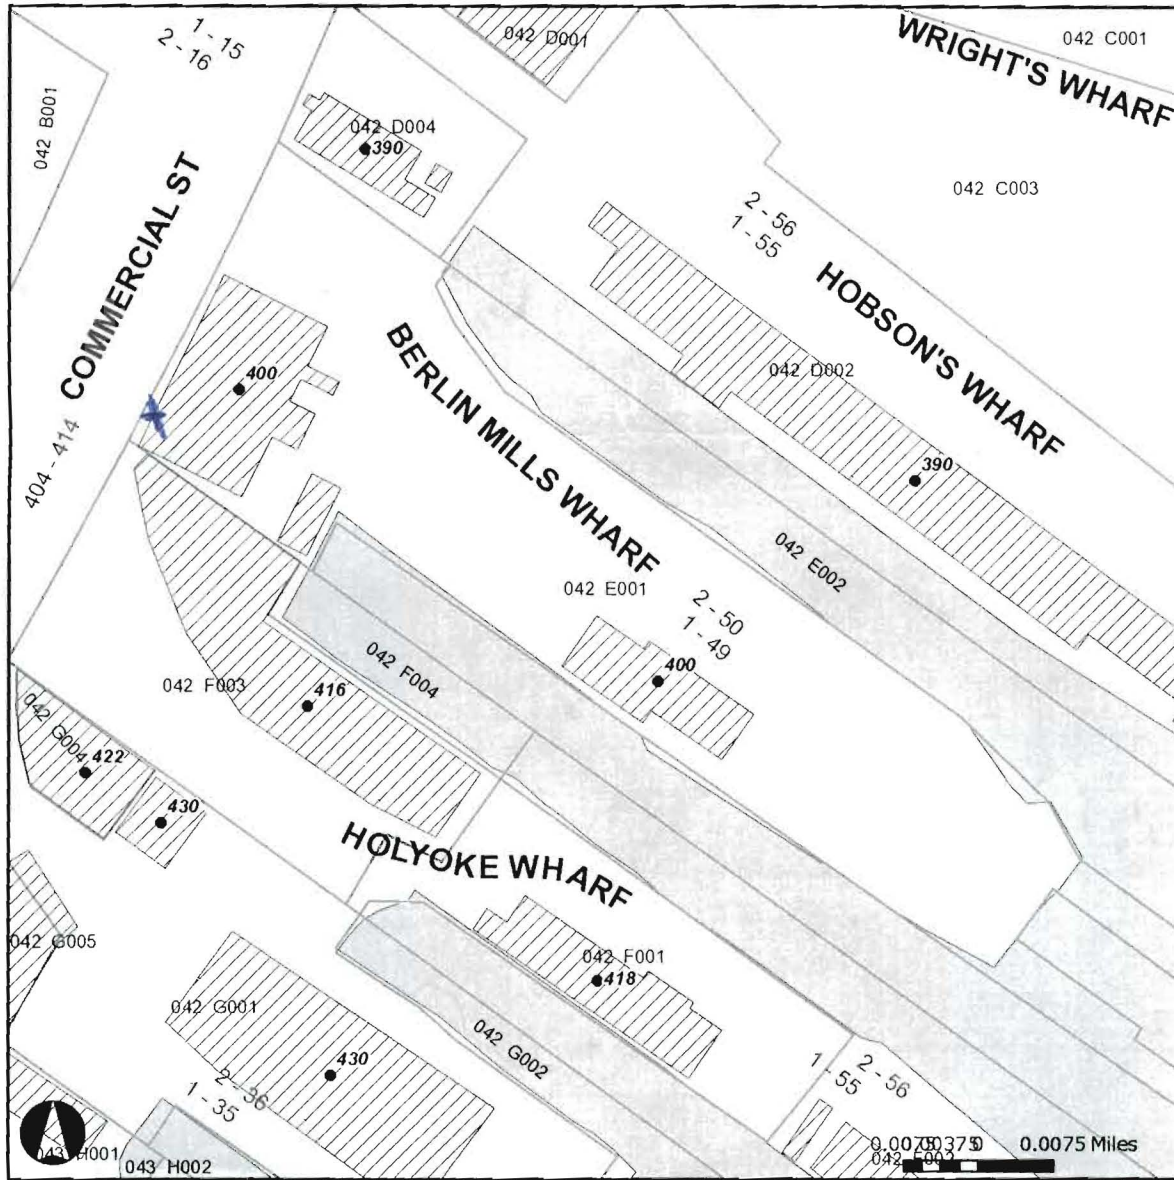 1 - 15
2 - 16
042 D001
WRIGHT'S WHARF
042 C001
042 B001
042 D004
390
COMMERCIAL ST
042 C003
2 - 56
1 - 55
HOBSON'S WHARF
400
BERLIN MILLS WHARF
042 D002
404 - 414
390
042 E002
042 E001
2 - 50
1 - 49
400
042 F004
042 F003
416
042 G004
422
430
HOLYOKE WHARF
042 G005
042 F001
418
042 G001
042 G002
430
2 - 36
1 - 35
2 - 56
1 - 55
043 H001
043 H002
0.0075 Miles